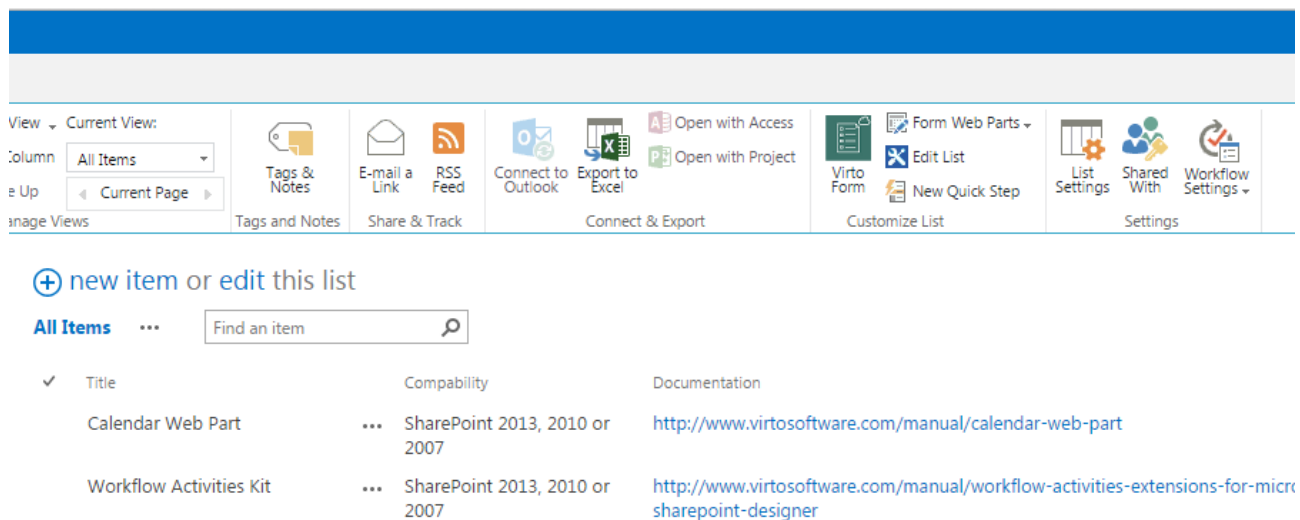 View Current View:
Column All Items
e Up Current Page
anage Views
Tags &
Notes
Tags and Notes
E-mail a
Link
RSS
Feed
Share & Track
Connect to
Outlook
Export to
Excel
Open with Access
Open with Project
Connect & Export
Virto
Form
Form Web Parts
Edit List
New Quick Step
Customize List
List
Settings
Shared
With
Workflow
Settings
Settings
new item or edit this list
All Items ••• Find an item
Title Compability Documentation
Calendar Web Part ••• SharePoint 2013, 2010 or http://www.virtosoftware.com/manual/calendar-web-part
2007
Workflow Activities Kit ••• SharePoint 2013, 2010 or http://www.virtosoftware.com/manual/workflow-activities-extensions-for-micro
2007 sharepoint-designer